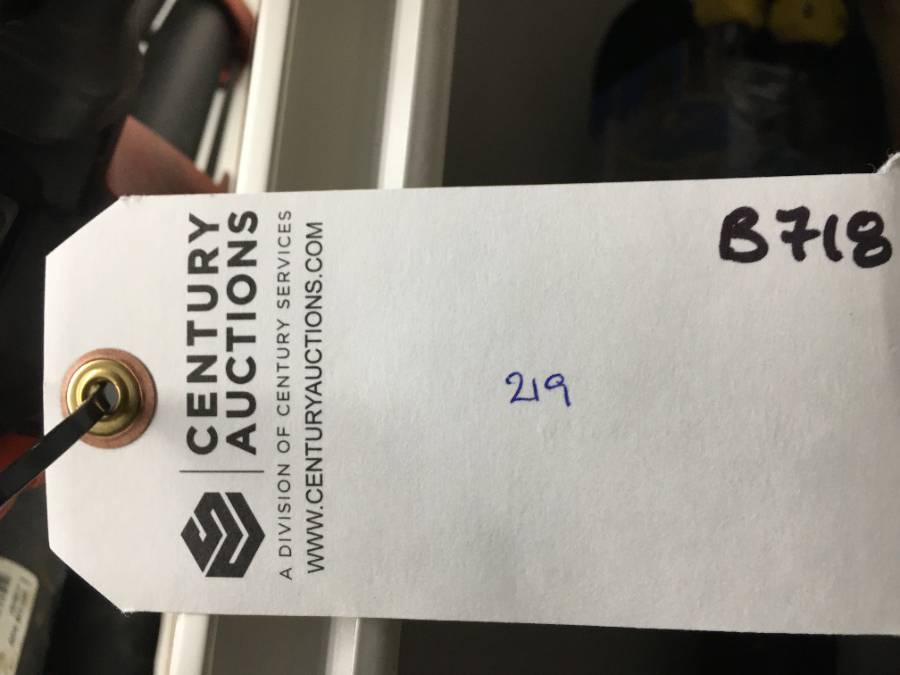 CENTURY
AUCTIONS
A DIVISION OF CENTURY SERVICES
WWW.CENTURYAUCTIONS.COM
219
B718